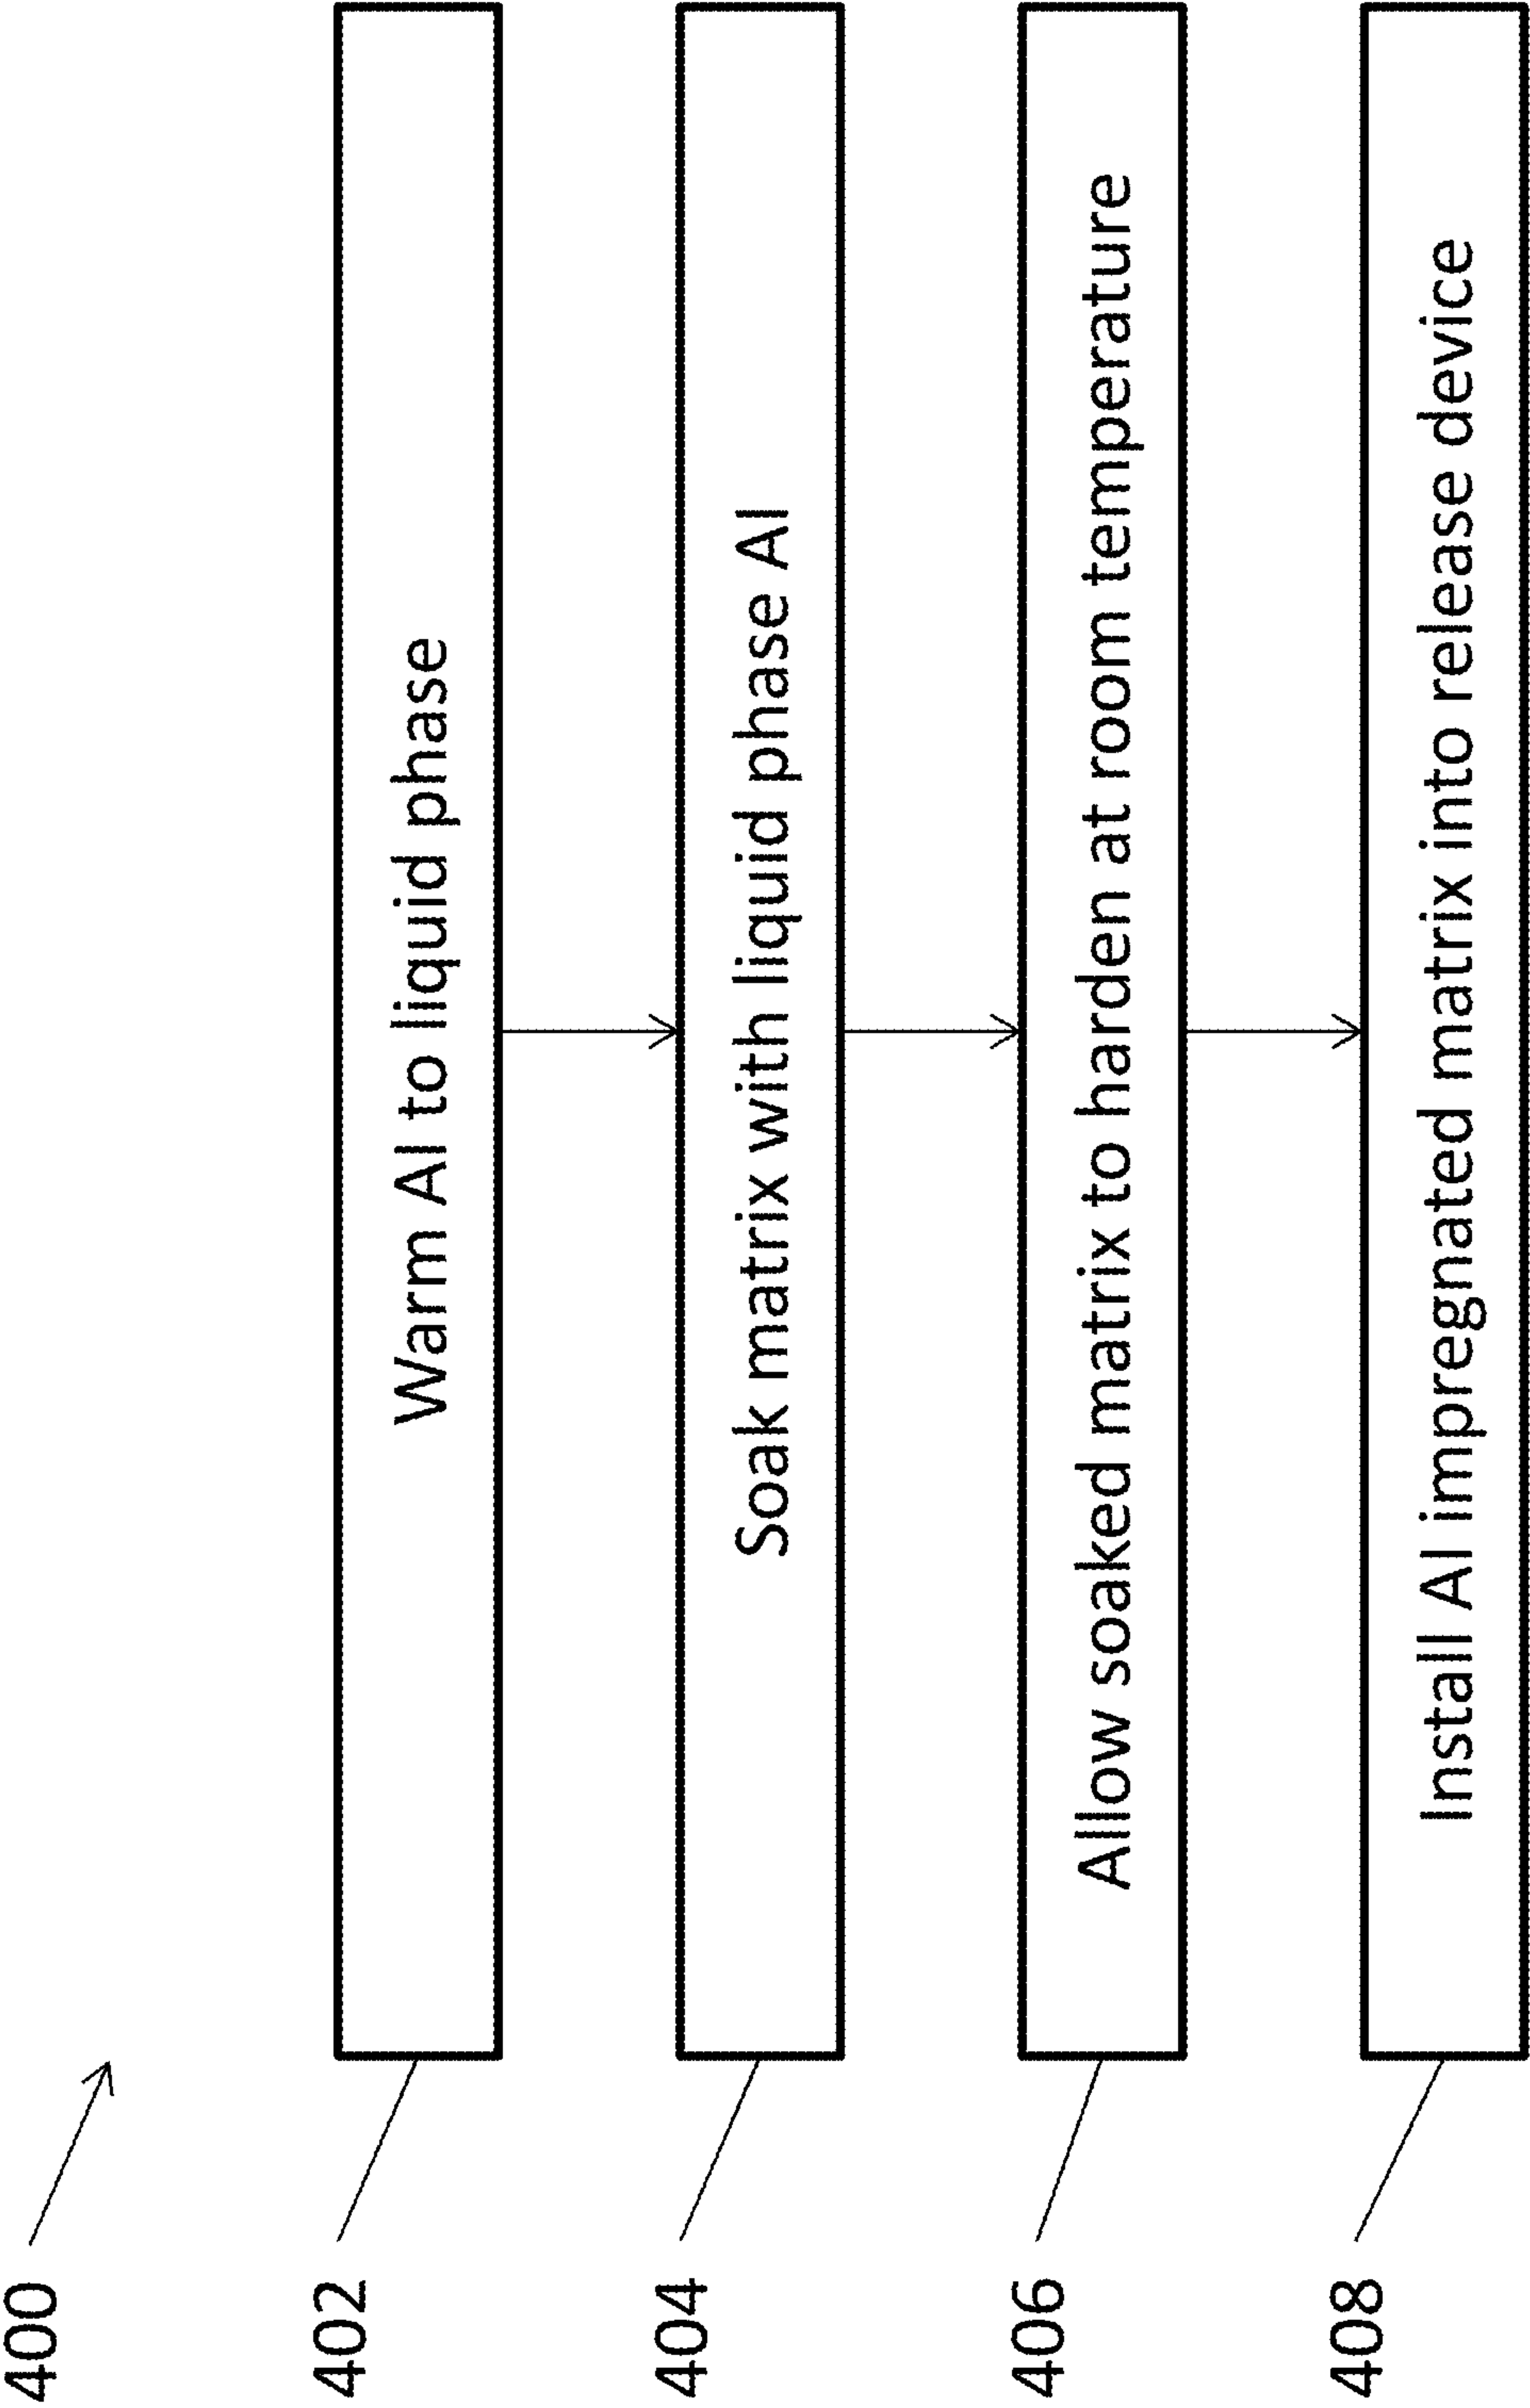 400
402
Warm AI to liquid phase
404
Soak matrix with liquid phase AI
406
Allow soaked matrix to harden at room temperature
408
Install AI impregnated matrix into release device